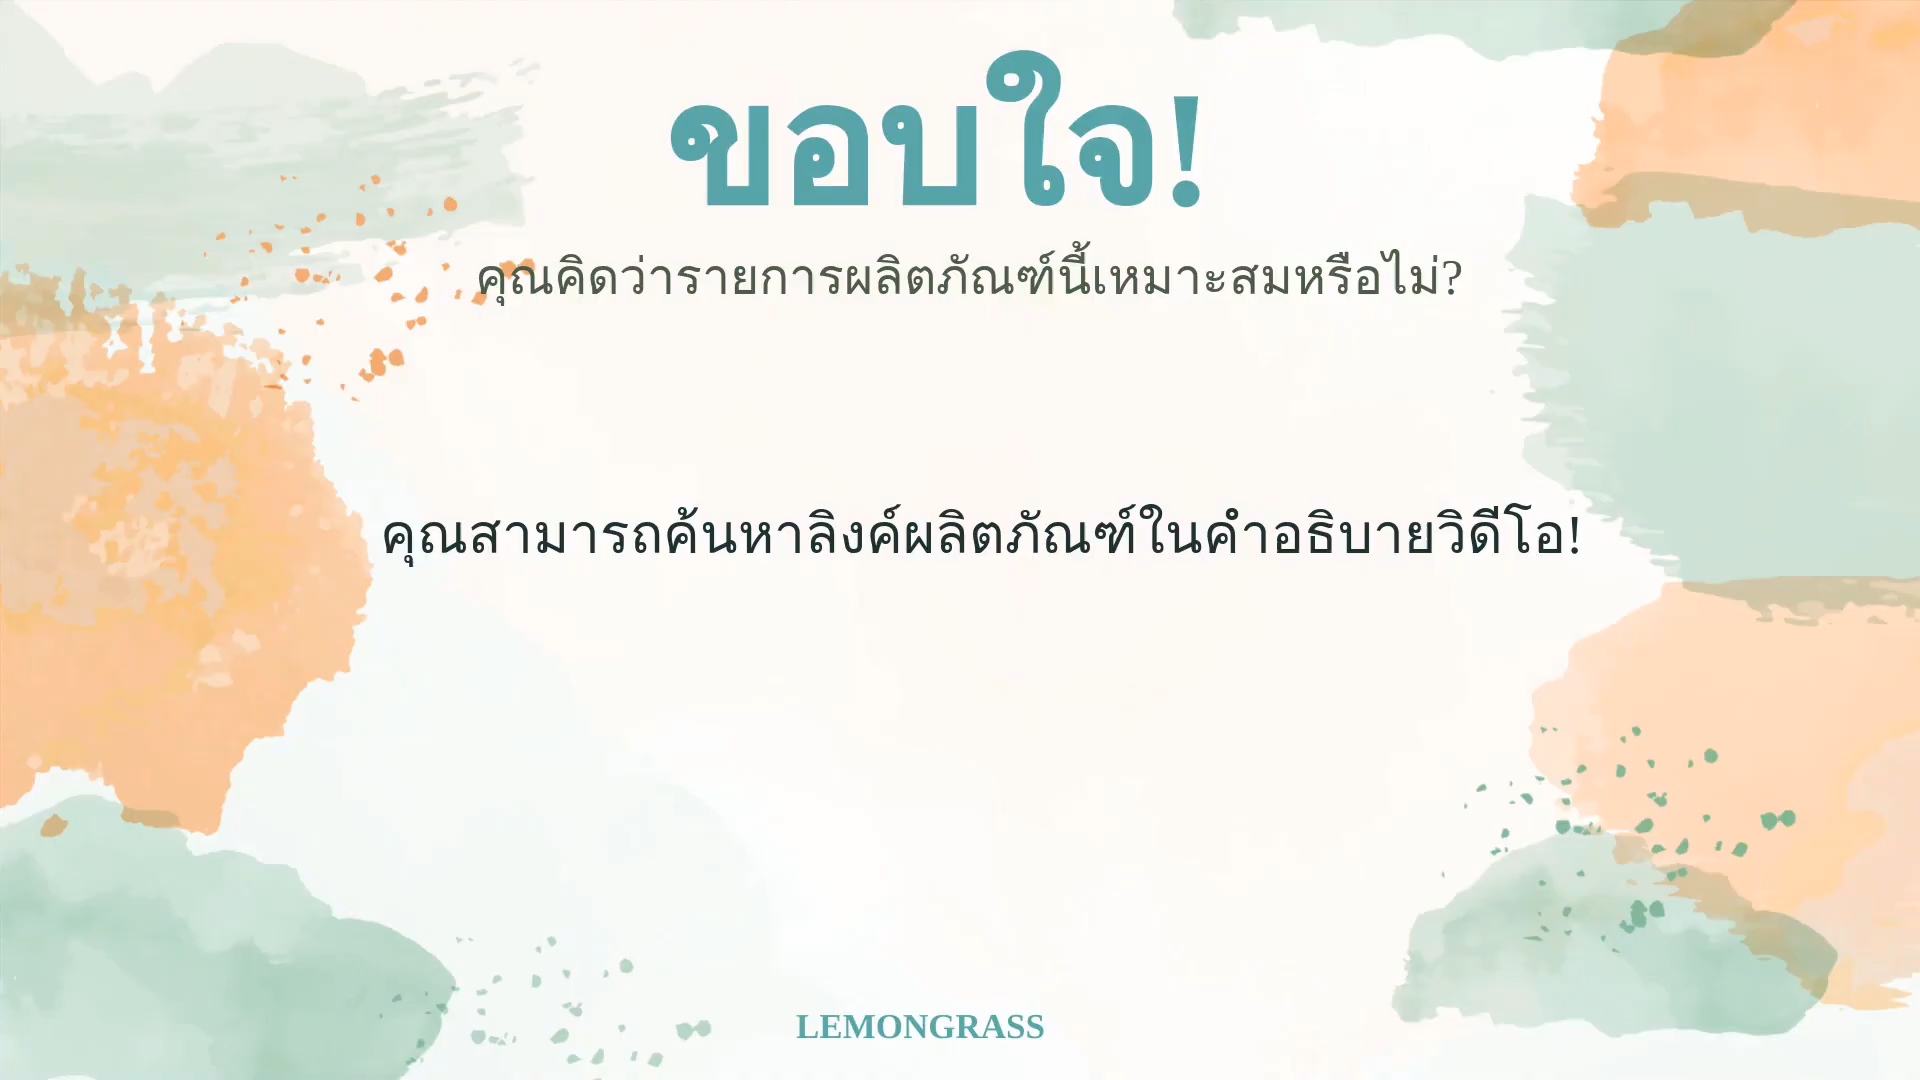 ขอบใจ!
คุณคิดว่ารายการผลิตภัณฑ์นี้เหมาะสมหรือไม่?
คุณสามารถค้นหาลิงค์ผลิตภัณฑ์ในคำอธิบายวิดีโอ!
LEMONGRASS